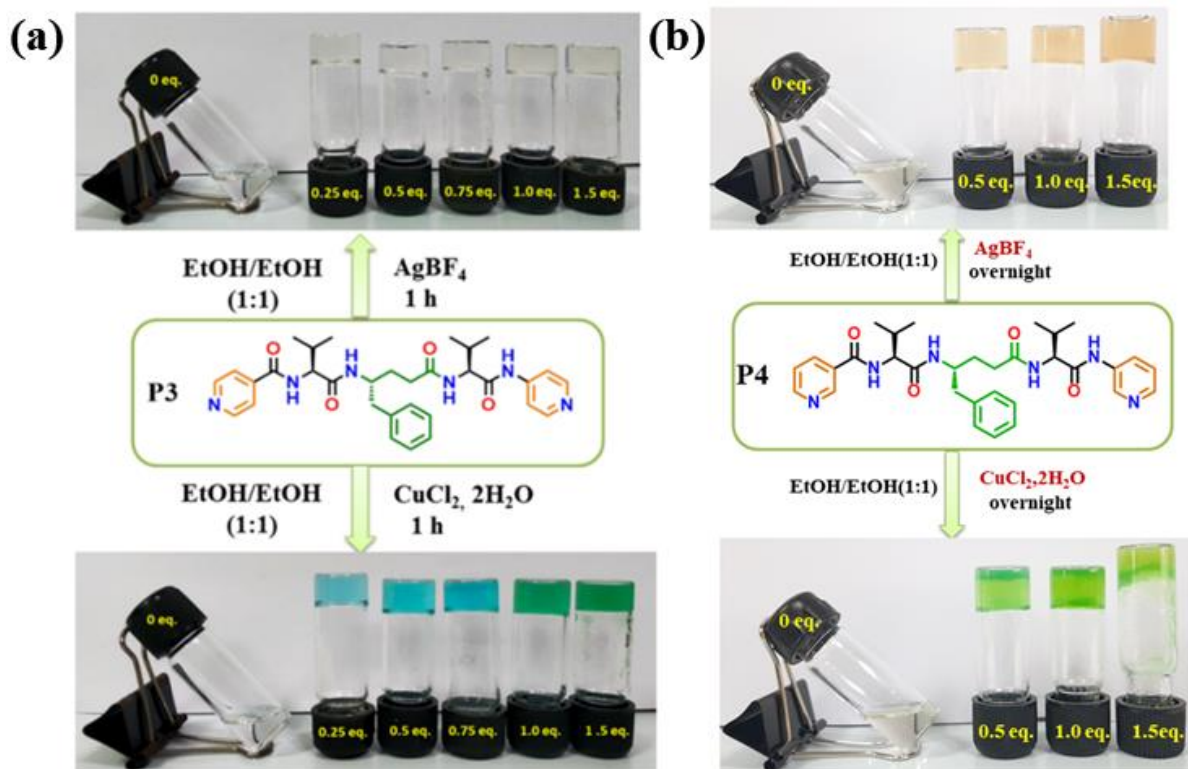 (a)
0 eq.
0.25 eq.
0.5 eq.
0.75 eq.
1.0 eq.
1.5 eq.
EtOH/EtOH
(1:1)
AgBF₄
1 h
P3
O
N
H
N
H
O
O
N
H
O
H
N
N
EtOH/EtOH
(1:1)
CuCl₂, 2H₂O
1 h
0 eq.
0.25 eq.
0.5 eq.
0.75 eq.
1.0 eq.
1.5 eq.
(b)
0 eq.
0.5 eq.
1.0 eq.
1.5eq.
EtOH/EtOH(1:1)
AgBF₄
overnight
P4
O
N
H
N
H
O
O
N
H
O
H
N
N
EtOH/EtOH(1:1)
CuCl₂,2H₂O
overnight
0 eq.
0.5 eq.
1.0 eq.
1.5eq.